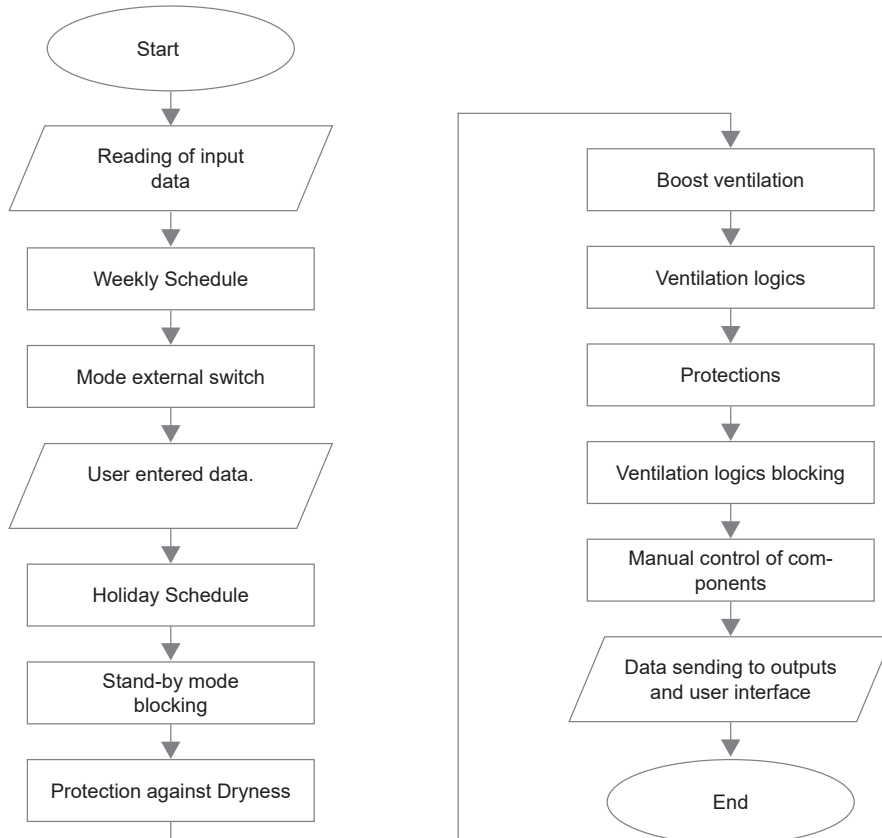 Start
Reading of input
data
Weekly Schedule
Mode external switch
User entered data.
Holiday Schedule
Stand-by mode
blocking
Protection against Dryness
Boost ventilation
Ventilation logics
Protections
Ventilation logics blocking
Manual control of com-
ponents
Data sending to outputs
and user interface
End